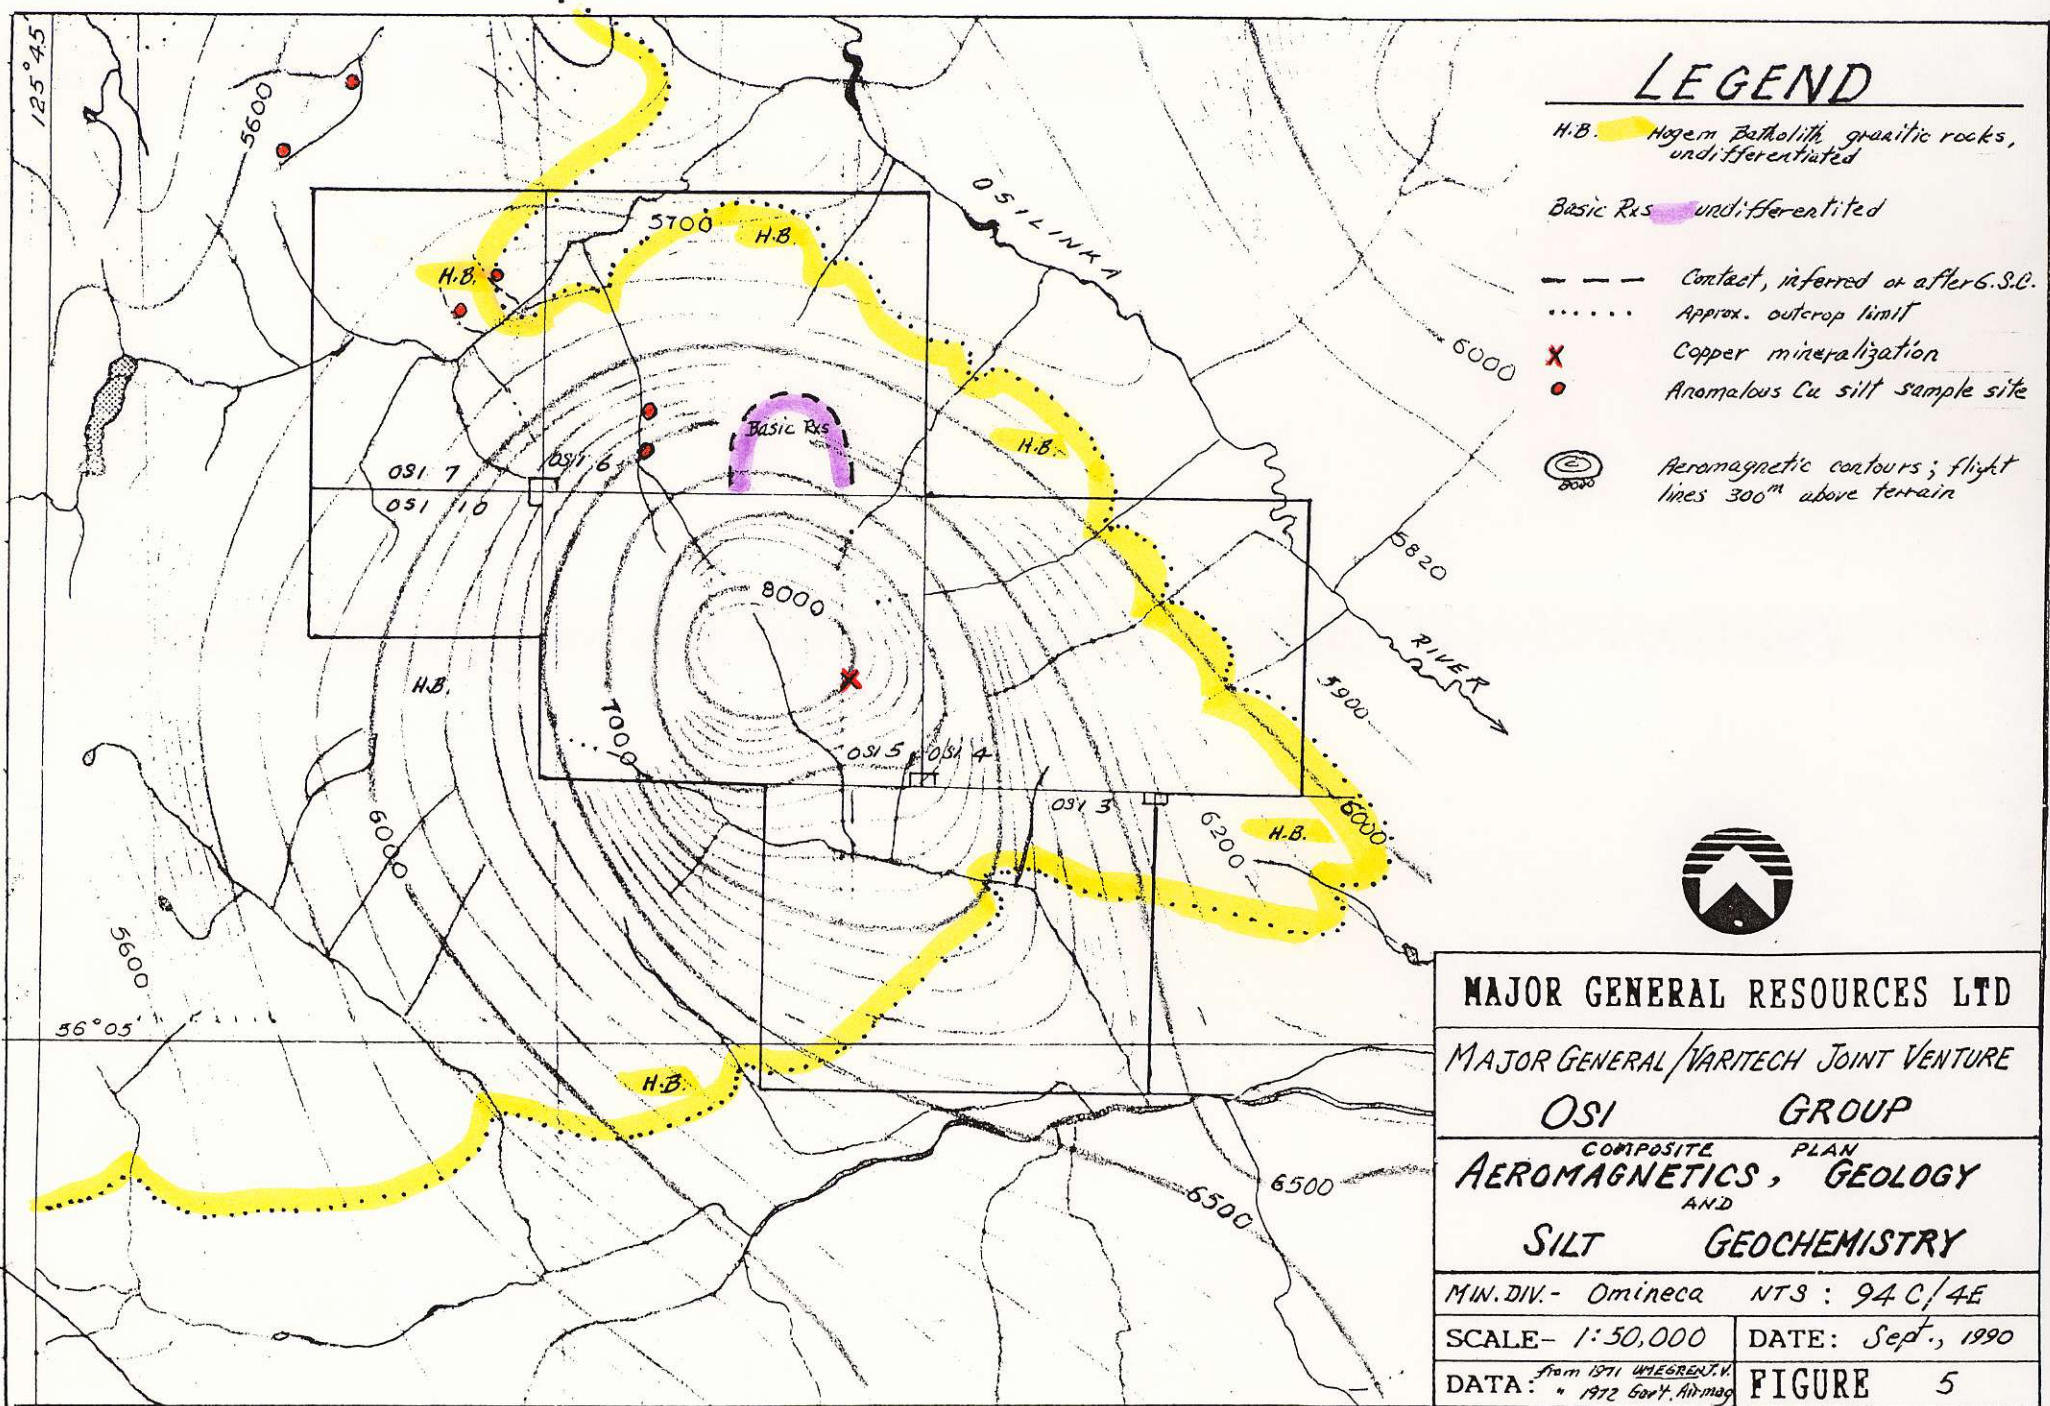 125°45'
5600
5700
H.B.
H.B.
OSILINKA
6000
H.B.
Basic Rxs
OSI 7
OSI 6
OSI 10
5820
8000
RIVER
H.B.
7000
5900
OSI 5
OSI 4
OSI 3
6000
6200
H.B.
6000
5600
56°05'
H.B.
6500
6500
LEGEND
H.B. Hogem Batholith, granitic rocks,
undifferentiated
Basic Rxs undifferentited
Contact, inferred or after G.S.C.
Approx. outcrop limit
X Copper mineralization
Anomalous Cu silt sample site
Aeromagnetic contours; flight
lines 300m above terrain
MAJOR GENERAL RESOURCES LTD
MAJOR GENERAL/VARITECH JOINT VENTURE
OSI GROUP
COMPOSITE PLAN
AEROMAGNETICS, GEOLOGY
AND
SILT GEOCHEMISTRY
MIN. DIV. - Omineca NTS : 94 C/4E
SCALE- 1:50,000
DATE: Sept., 1990
DATA: from 1971
" 1972 Gov't. Airmag
FIGURE 5